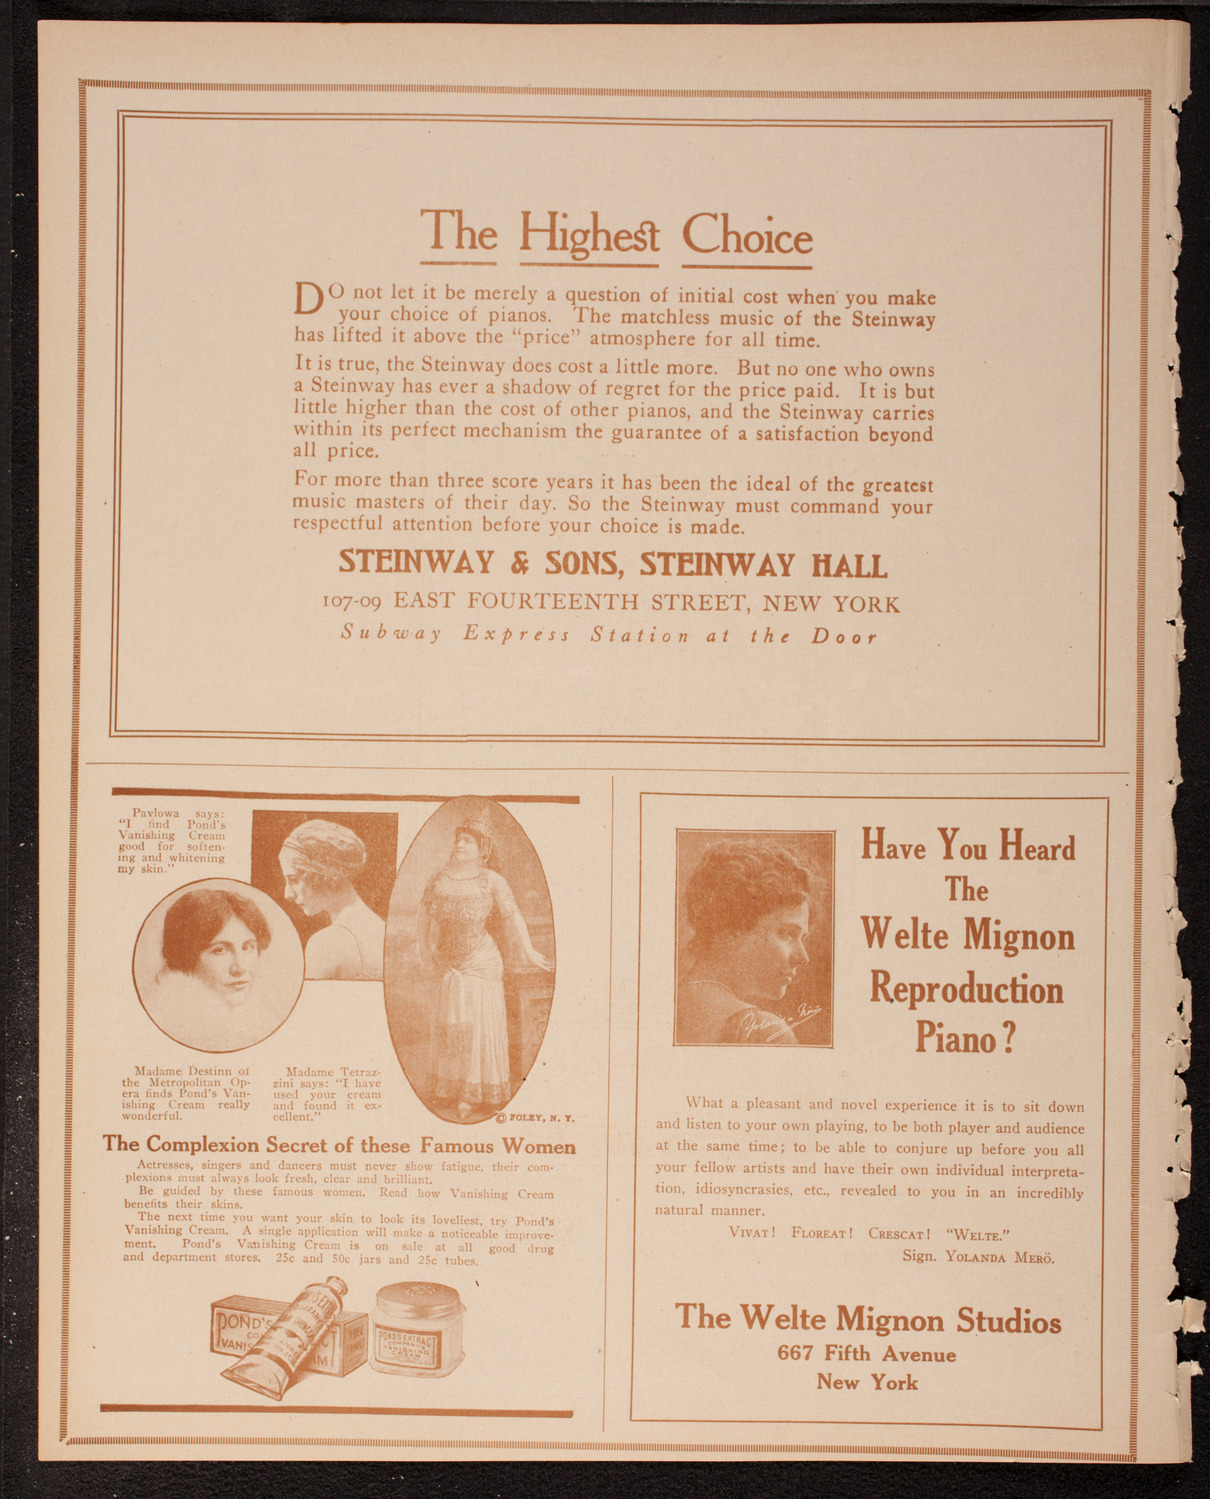 The Highest Choice
DO not let it be merely a question of initial cost when you make
your choice of pianos. The matchless music of the Steinway
has lifted it above the "price" atmosphere for all time.
It is true, the Steinway does cost a little more. But no one who owns
a Steinway has ever a shadow of regret for the price paid. It is but
little higher than the cost of other pianos, and the Steinway carries
within its perfect mechanism the guarantee of a satisfaction beyond
all price.
For more than three score years it has been the ideal of the greatest
music masters of their day. So the Steinway must command your
respectful attention before your choice is made.
STEINWAY & SONS, STEINWAY HALL
107-09 EAST FOURTEENTH STREET, NEW YORK
Subway Express Station at the Door
Pavlowa says:
"I find Pond's
Vanishing Cream
good for soften-
ing and whitening
my skin."
Madame Destinn of
the Metropolitan Op-
era finds Pond's Van-
ishing Cream really
wonderful.
Madame Tetraz-
zini says: "I have
used your cream
and found it ex-
cellent."
© FOLEY, N. Y.
The Complexion Secret of these Famous Women
Actresses, singers and dancers must never show fatigue, their com-
plexions must always look fresh, clear and brilliant.
Be guided by these famous women. Read how Vanishing Cream
benefits their skins.
The next time you want your skin to look its loveliest, try Pond's
Vanishing Cream. A single application will make a noticeable improve-
ment. Pond's Vanishing Cream is on sale at all good drug
and department stores. 25c and 50c jars and 25c tubes.
POND'S
POND'S EXTRACT
COMPANY'S
VANISHING
CREAM
Yolanda Merö
Have You Heard
The
Welte Mignon
Reproduction
Piano?
What a pleasant and novel experience it is to sit down
and listen to your own playing, to be both player and audience
at the same time; to be able to conjure up before you all
your fellow artists and have their own individual interpreta-
tion, idiosyncrasies, etc., revealed to you in an incredibly
natural manner.
VIVAT! FLOREAT! CRESCAT! "WELTE."
Sign. YOLANDA MERÖ.
The Welte Mignon Studios
667 Fifth Avenue
New York